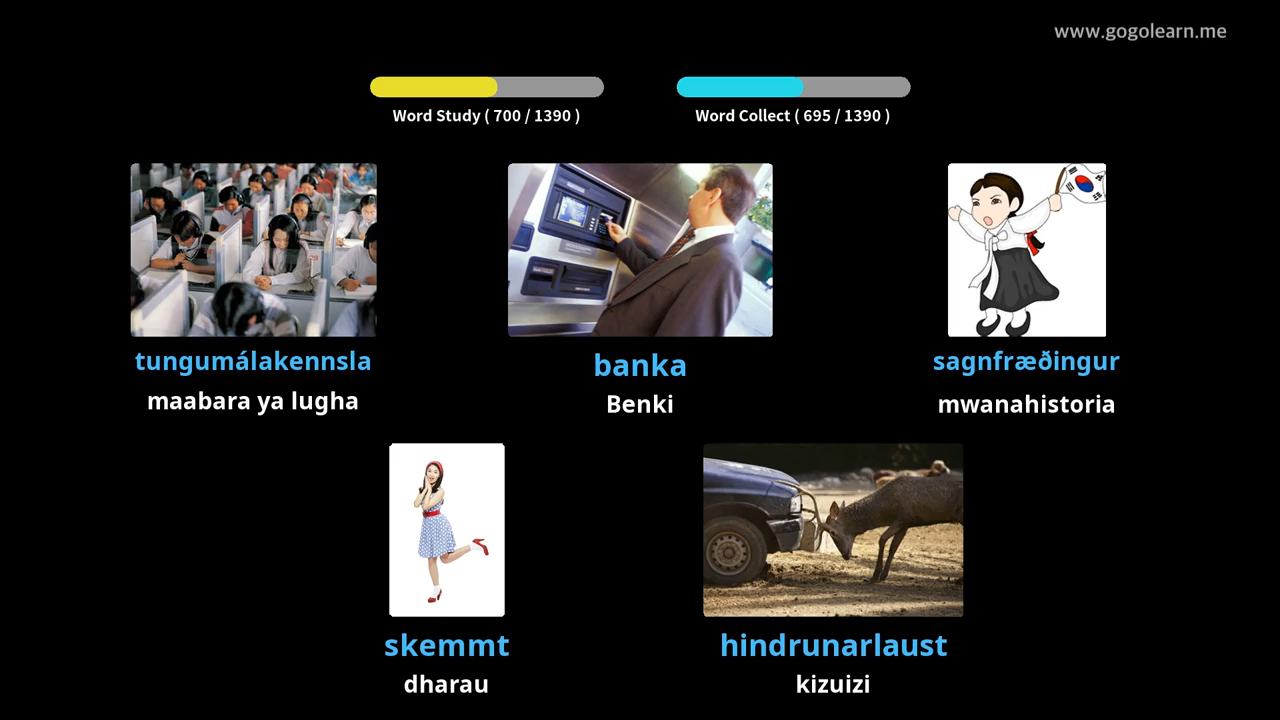 www.gogolearn.me
Word Study ( 700 / 1390 )
Word Collect ( 695 / 1390 )
tungumálakennsla
maabara ya lugha
banka
Benki
sagnfræðingur
mwanahistoria
skemmt
dharau
hindrunarlaust
kizuizi